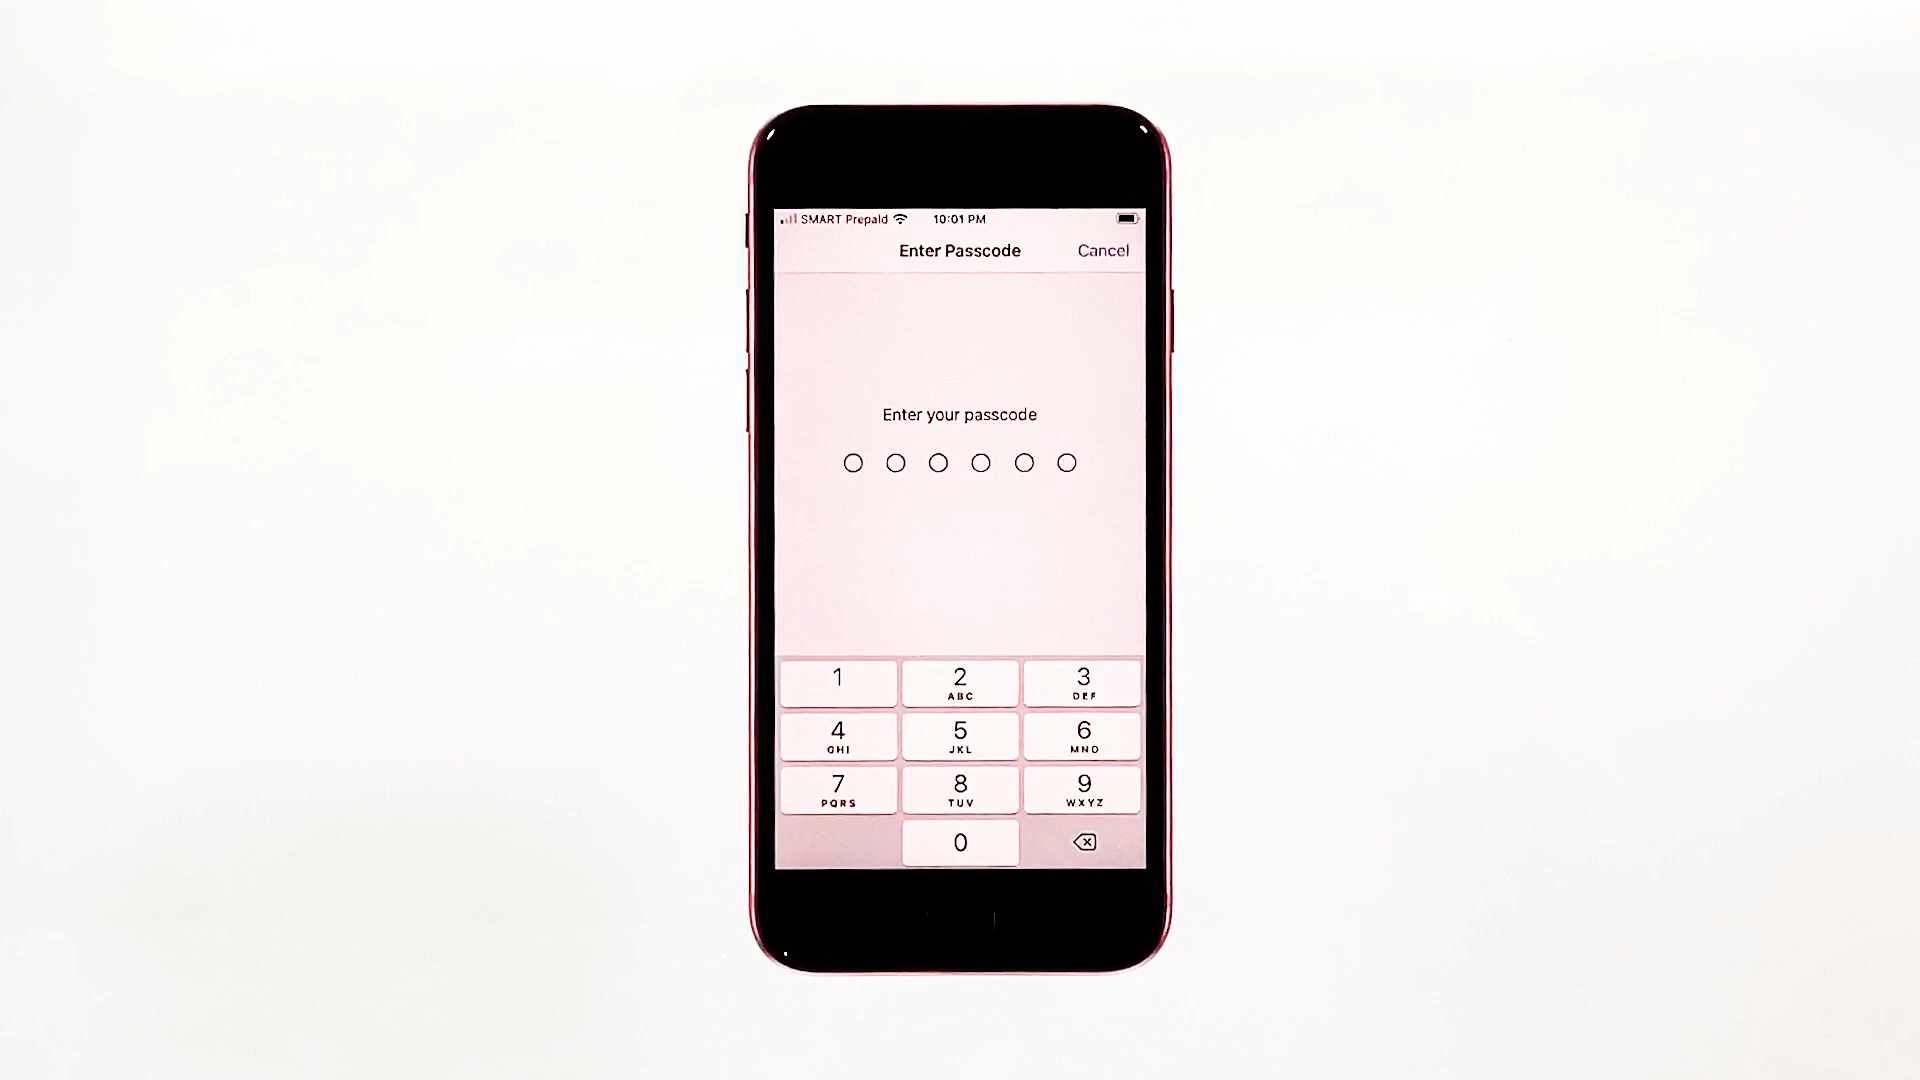 SMART Prepaid 10:01 PM
Enter Passcode Cancel
Enter your passcode
1 2 3
ABC DEF
4 5 6
GHI JKL MNO
7 8 9
PQRS TUV WXYZ
0